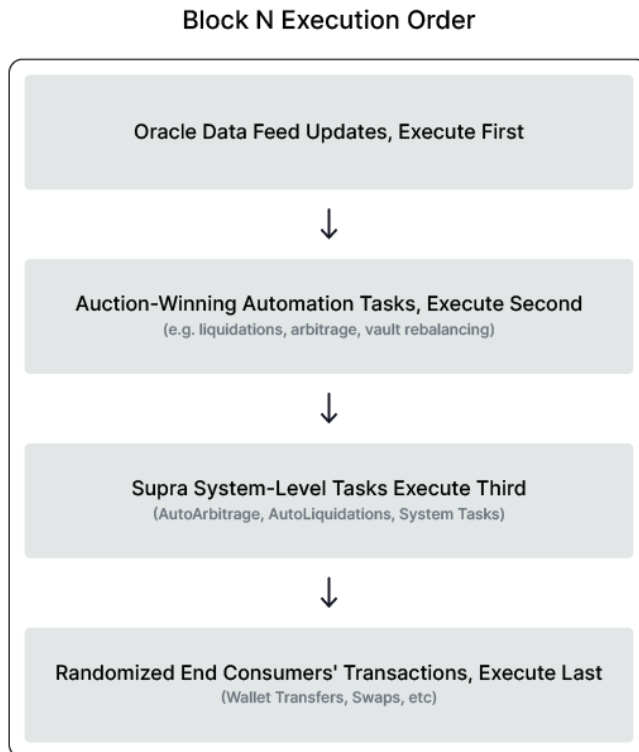 Block N Execution Order
Oracle Data Feed Updates, Execute First
Auction-Winning Automation Tasks, Execute Second
(e.g. liquidations, arbitrage, vault rebalancing)
Supra System-Level Tasks Execute Third
(AutoArbitrage, AutoLiquidations, System Tasks)
Randomized End Consumers' Transactions, Execute Last
(Wallet Transfers, Swaps, etc)